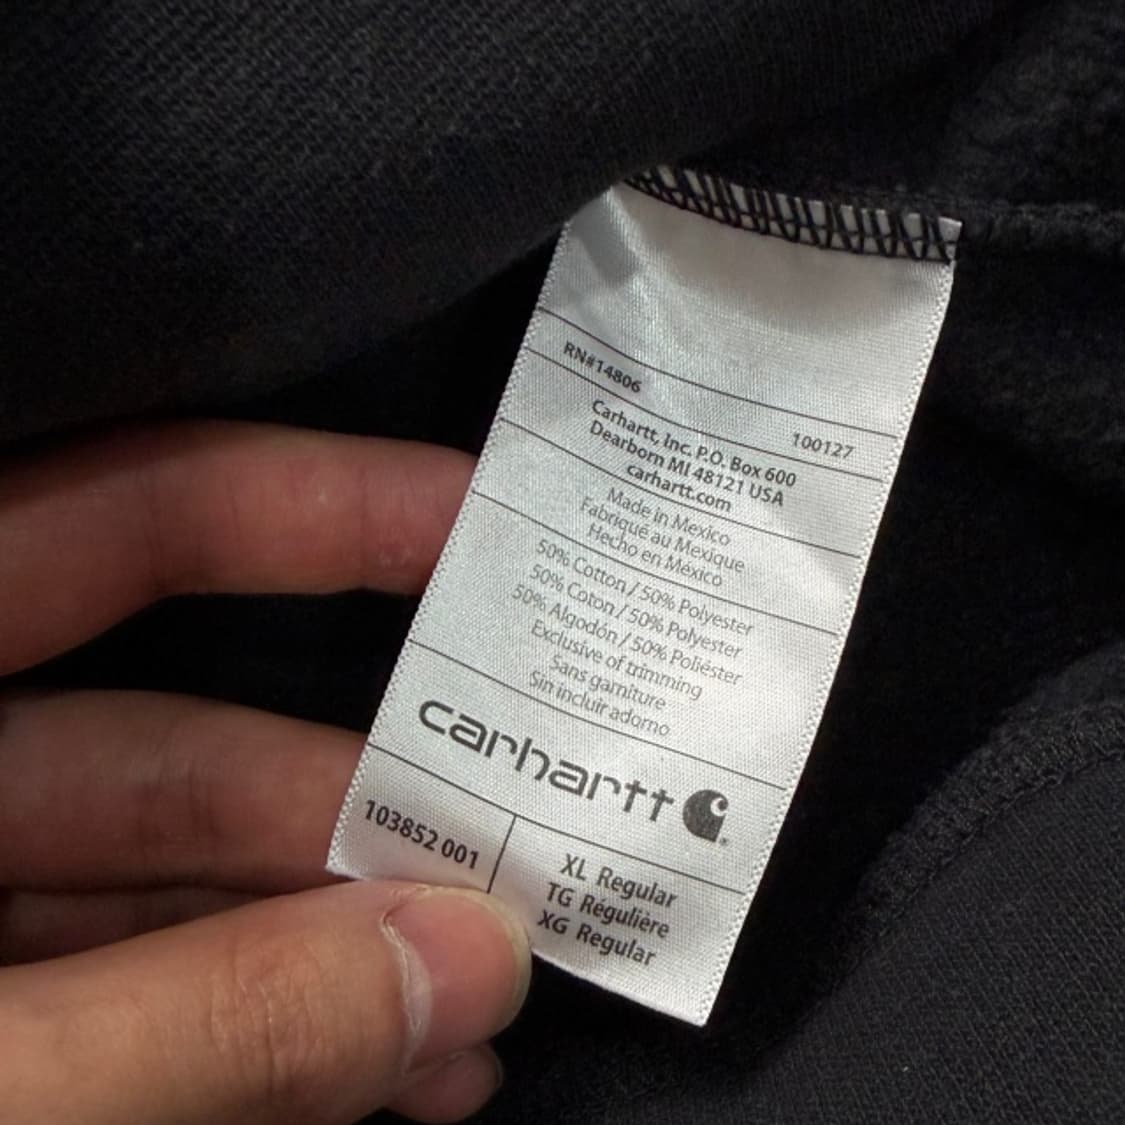 RN#14806
100127
Carhartt, Inc. P.O. Box 600
Dearborn MI 48121 USA
carhartt.com
Made in Mexico
Fabriqué au Mexique
Hecho en México
50% Cotton / 50% Polyester
50% Coton / 50% Polyester
50% Algodón / 50% Poliéster
Exclusive of trimming
Sans garniture
Sin incluir adorno
carhartt
103852 001
XL Regular
TG Régulière
XG Regular